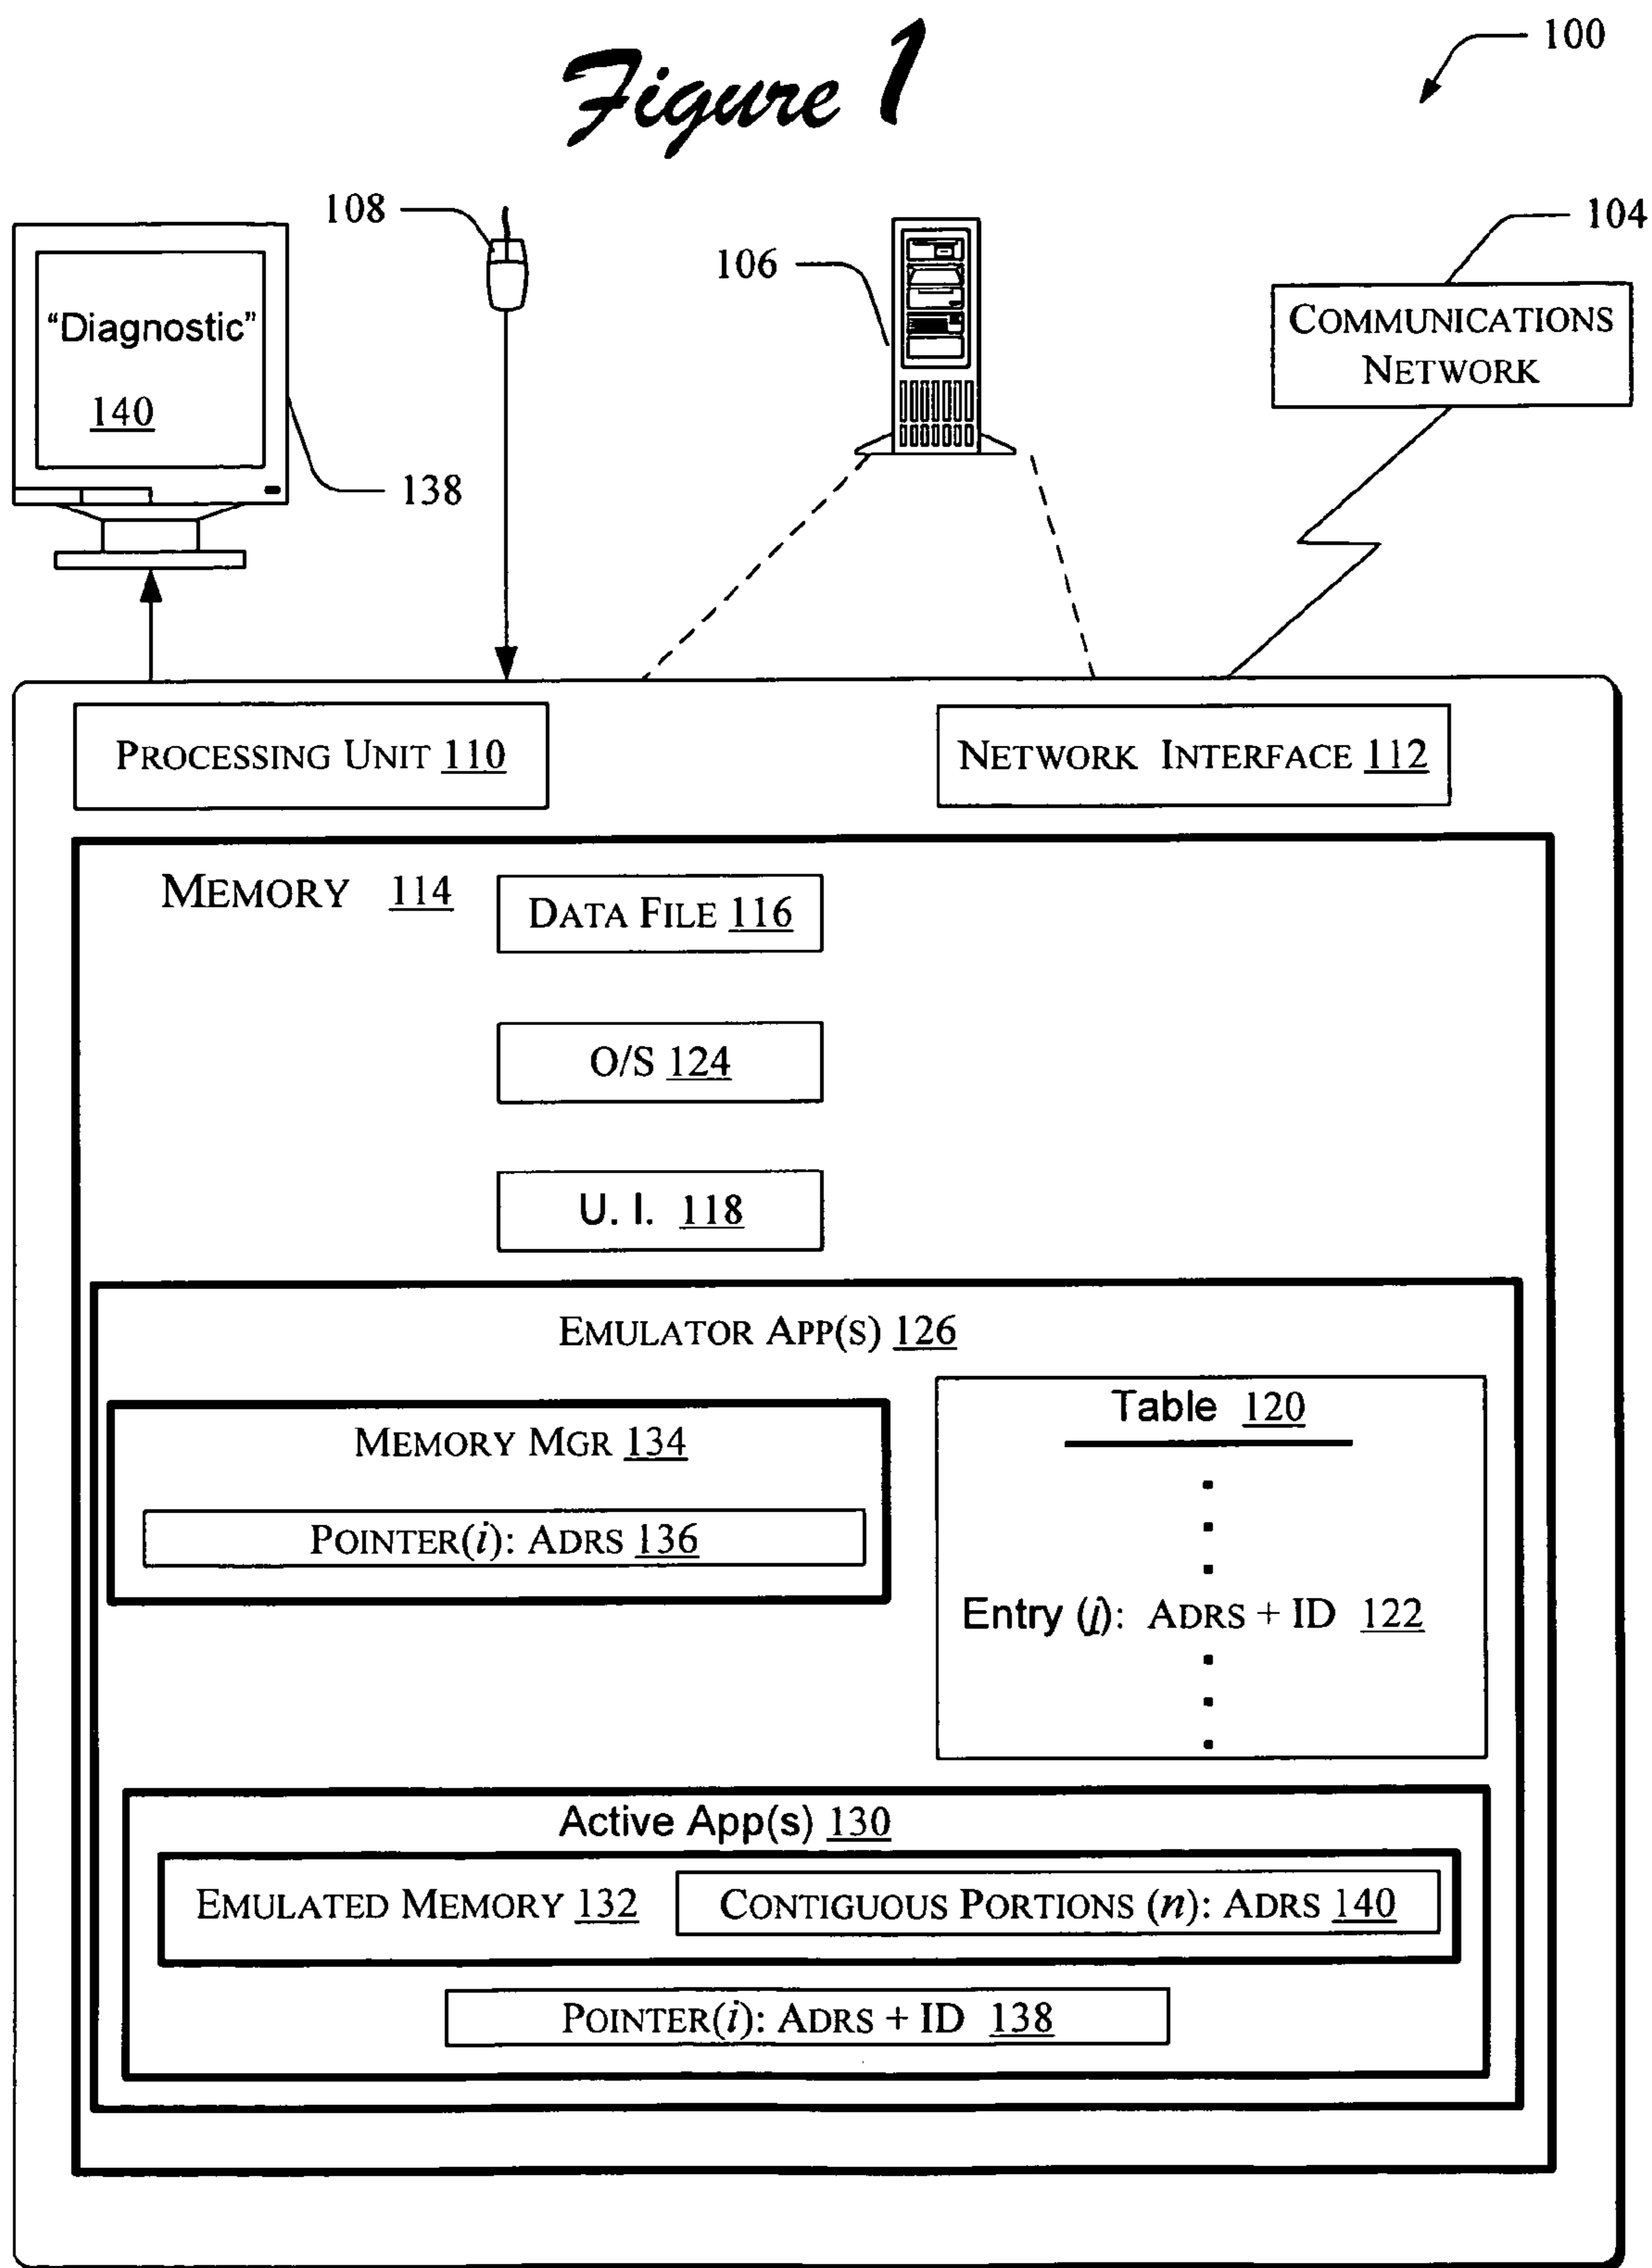 Figure 1
100
108
104
106
COMMUNICATIONS
NETWORK
"Diagnostic"
140
138
PROCESSING UNIT 110
NETWORK INTERFACE 112
MEMORY 114
DATA FILE 116
O/S 124
U. I. 118
EMULATOR APP(S) 126
Table 120
MEMORY MGR 134
POINTER(i): ADRS 136
Entry (j): ADRS + ID 122
Active App(s) 130
EMULATED MEMORY 132
CONTIGUOUS PORTIONS (n): ADRS 140
POINTER(i): ADRS + ID 138